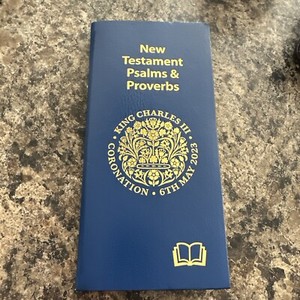 New
Testament
Psalms &
Proverbs
· KING CHARLES III ·
CORONATION · 6TH MAY 2023